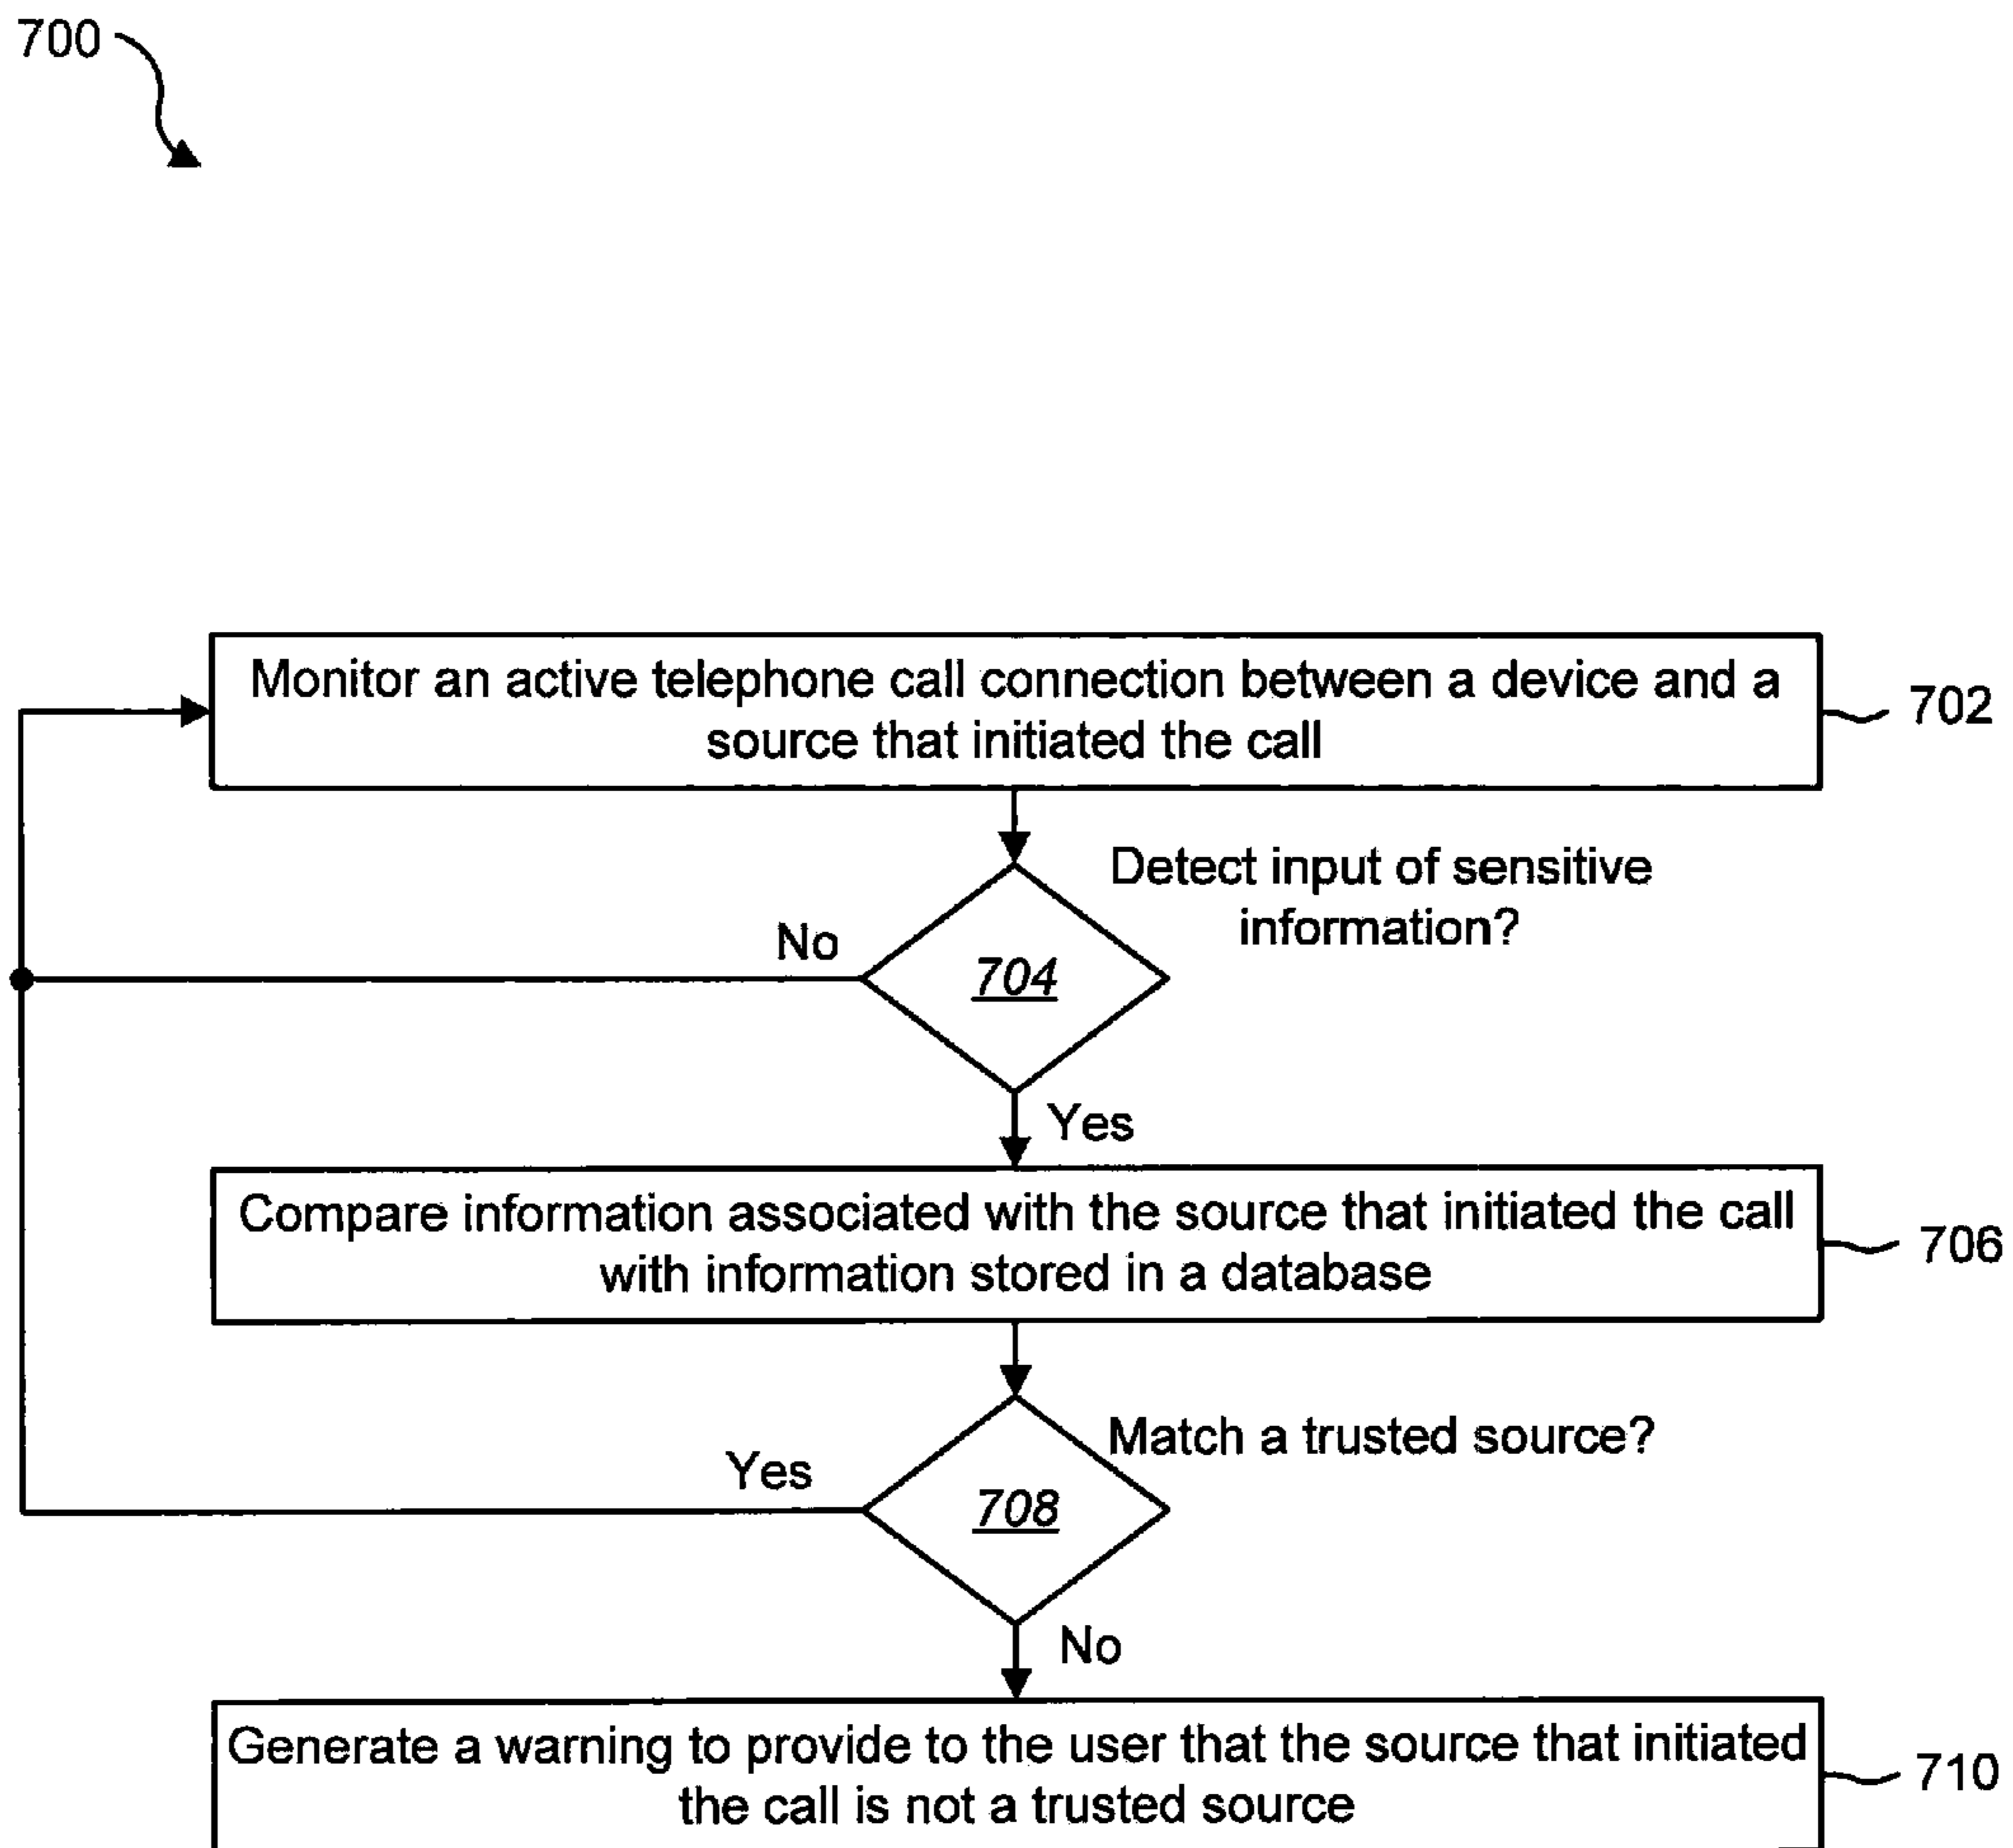 700
Monitor an active telephone call connection between a device and a
source that initiated the call
702
Detect input of sensitive
information?
No
704
Yes
Compare information associated with the source that initiated the call
with information stored in a database
706
Match a trusted source?
Yes
708
No
Generate a warning to provide to the user that the source that initiated
the call is not a trusted source
710